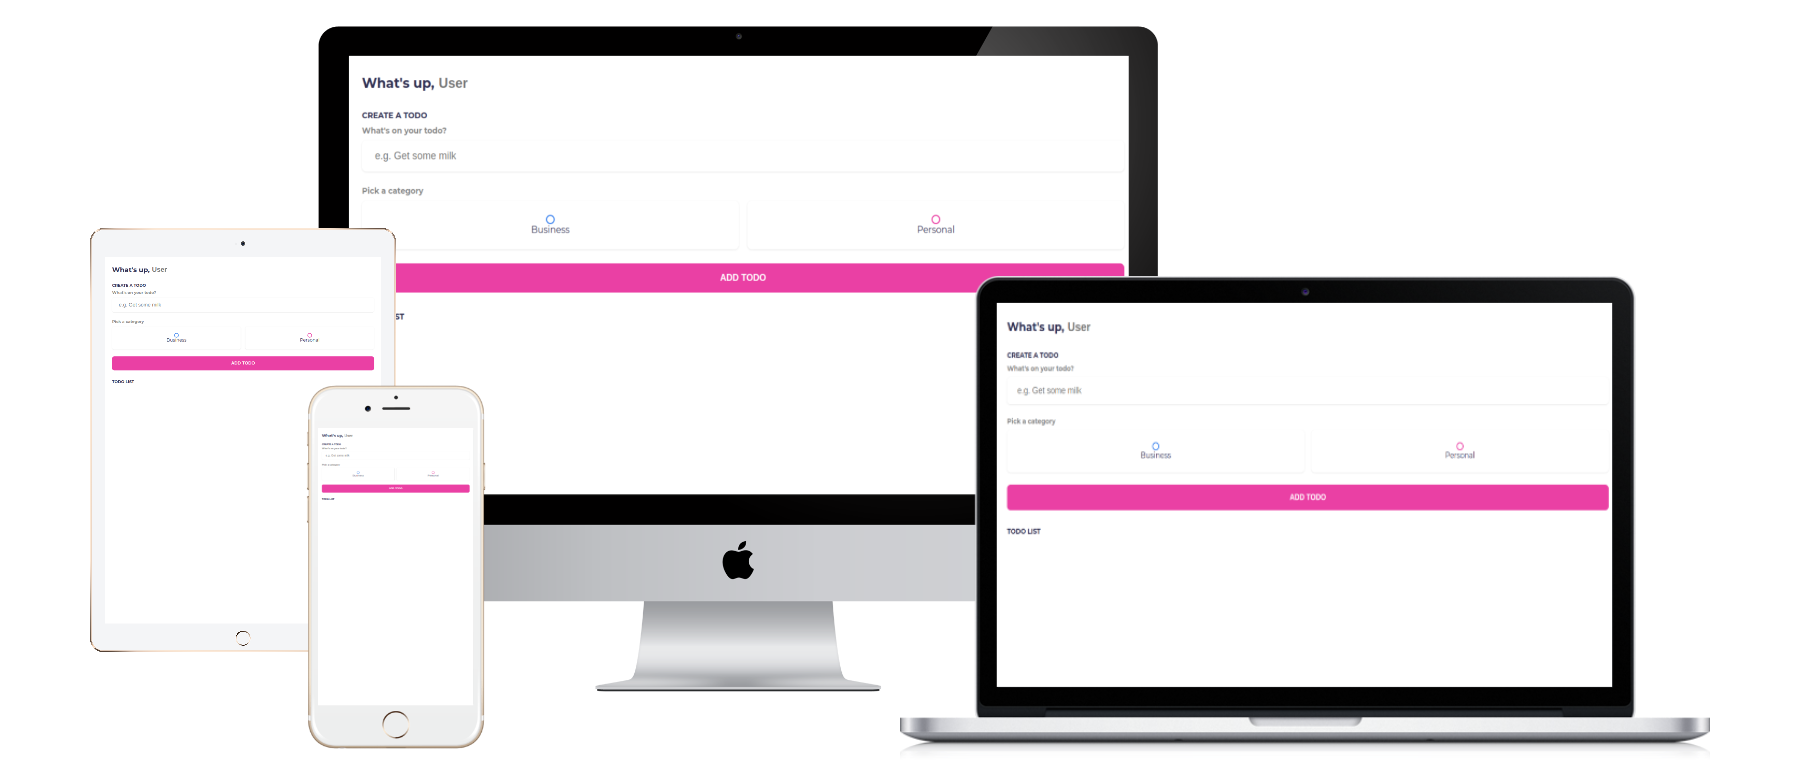 What's up, User
CREATE A TODO
What's on your todo?
e.g. Get some milk
Pick a category
Business
Personal
ADD TODO
ST
What's up, User
CREATE A TODO
What's on your todo?
e.g. Get some milk
Pick a category
Business
Personal
ADD TODO
TODO LIST
What's up, User
CREATE A TODO
What's on your todo?
e.g. Get some milk
Pick a category
Business
Personal
ADD TODO
TODO LIST
What's up, User
e.g. Get some milk
ADD TODO